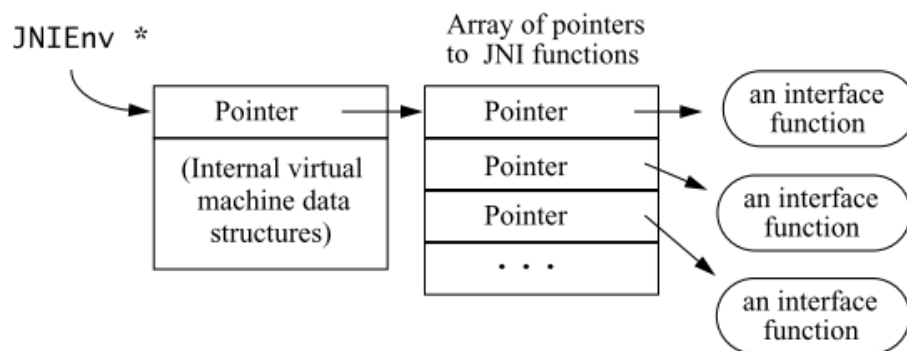 JNIEnv *
Array of pointers
to JNI functions
Pointer
(Internal virtual
machine data
structures)
Pointer
Pointer
Pointer
. . .
an interface
function
an interface
function
an interface
function